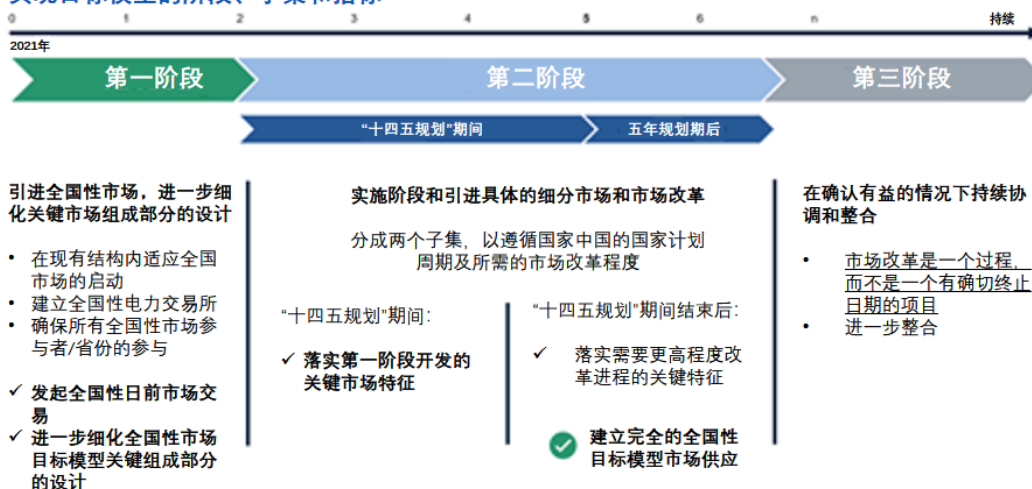 0 1 2 3 4 5 6 n 持续
2021年
第一阶段 第二阶段 第三阶段
“十四五规划”期间 五年规划期后
引进全国性市场，进一步细
化关键市场组成部分的设计
• 在现有结构内适应全国
市场的启动
• 建立全国性电力交易所
• 确保所有全国性市场参
与者/省份的参与
✓ 发起全国性日前市场交
易
✓ 进一步细化全国性市场
目标模型关键组成部分
的设计
实施阶段和引进具体的细分市场和市场改革
分成两个子集，以遵循国家中国的国家计划
周期及所需的市场改革程度
“十四五规划”期间：
✓ 落实第一阶段开发的
关键市场特征
“十四五规划”期间结束后：
✓ 落实需要更高程度改
革进程的关键特征
建立完全的全国性
目标模型市场供应
在确认有益的情况下持续协
调和整合
• 市场改革是一个过程，
而不是一个有确切终止
日期的项目
• 进一步整合